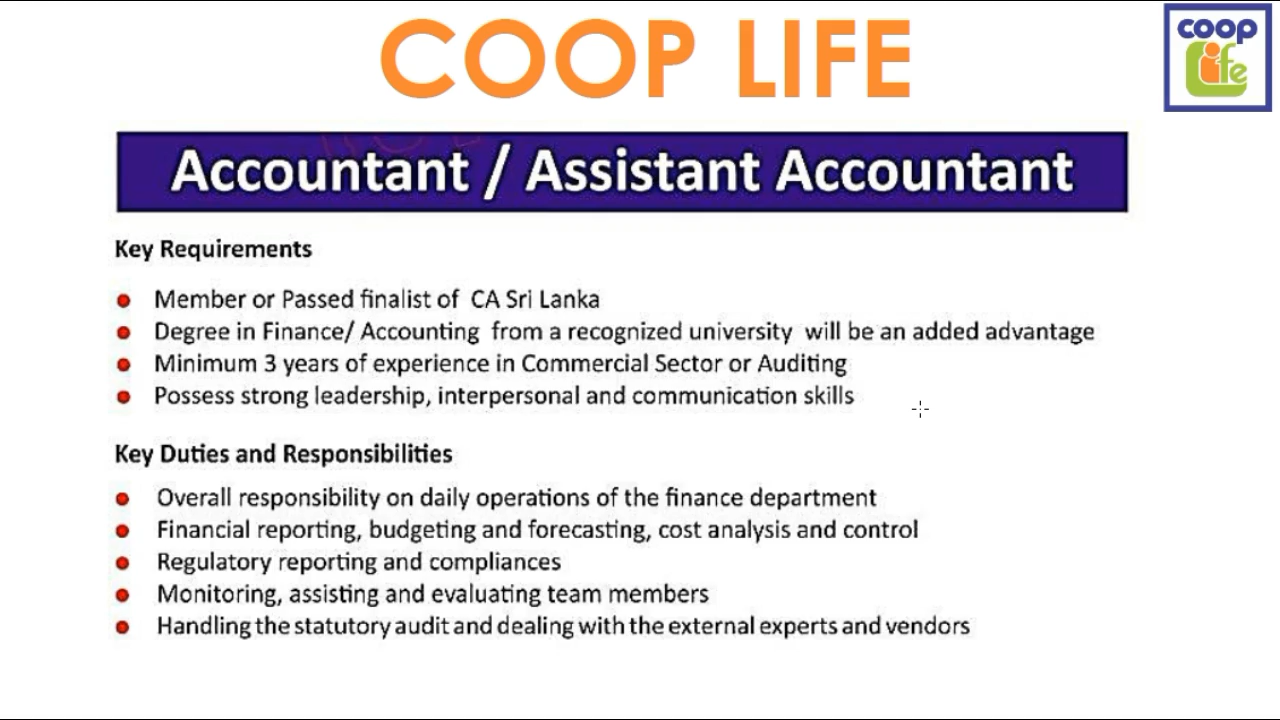 COOP LIFE
coop
Life
Accountant / Assistant Accountant
Key Requirements
Member or Passed finalist of CA Sri Lanka
Degree in Finance/ Accounting from a recognized university will be an added advantage
Minimum 3 years of experience in Commercial Sector or Auditing
Possess strong leadership, interpersonal and communication skills
Key Duties and Responsibilities
Overall responsibility on daily operations of the finance department
Financial reporting, budgeting and forecasting, cost analysis and control
Regulatory reporting and compliances
Monitoring, assisting and evaluating team members
Handling the statutory audit and dealing with the external experts and vendors